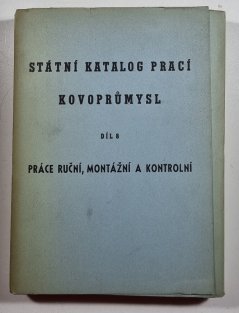 STÁTNÍ KATALOG PRACÍ
KOVOPRŮMYSL
DÍL 8
PRÁCE RUČNÍ, MONTÁŽNÍ A KONTROLNÍ